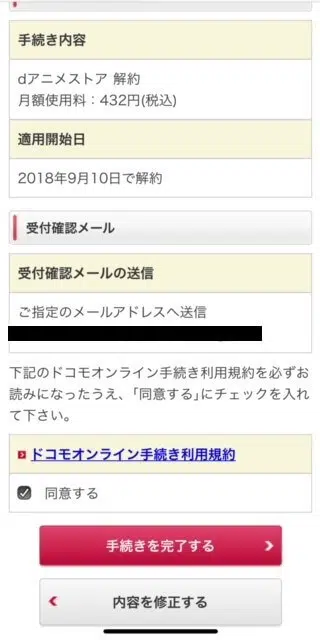 手続き内容
dアニメストア 解約
月額使用料：432円(税込)
適用開始日
2018年9月10日で解約
受付確認メール
受付確認メールの送信
ご指定のメールアドレスへ送信
下記のドコモオンライン手続き利用規約を必ずお
読みになったうえ、｢同意する｣にチェックを入れ
て下さい。
ドコモオンライン手続き利用規約
同意する
手続きを完了する
内容を修正する